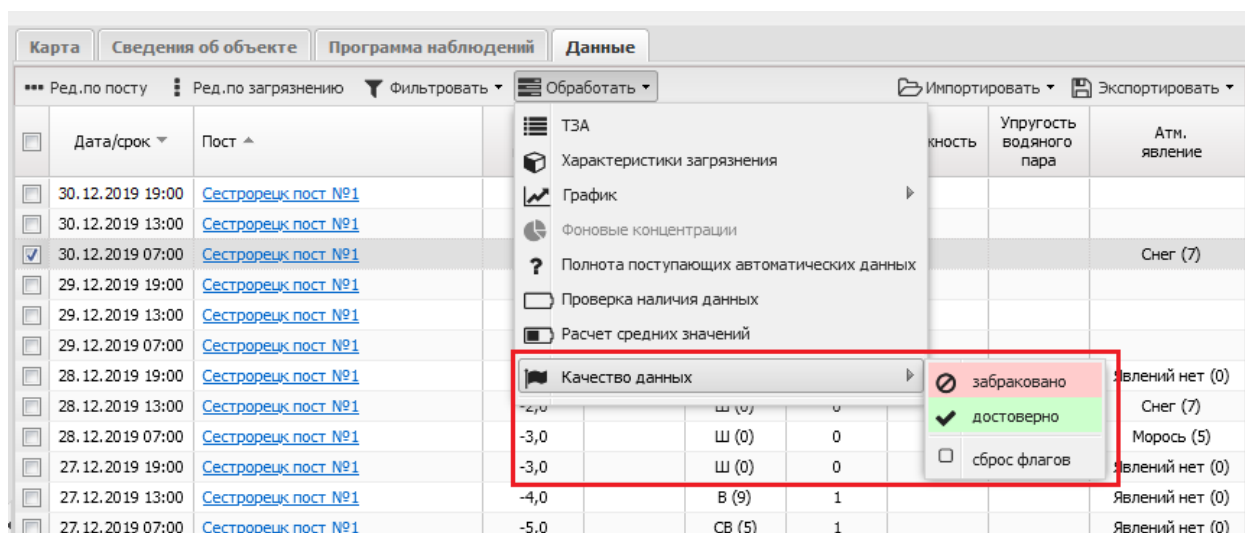 Карта Сведения об объекте Программа наблюдений Данные
Ред.по посту Ред.по загрязнению Фильтровать Обработать Импортировать Экспортировать
Дата/срок Пост жность Упругость водяного пара Атм. явление
ТЗА
Характеристики загрязнения
График
Фоновые концентрации
Полнота поступающих автоматических данных
Проверка наличия данных
Расчет средних значений
Качество данных
забраковано
достоверно
сброс флагов
30.12.2019 19:00 Сестрорецк пост №1
30.12.2019 13:00 Сестрорецк пост №1
30.12.2019 07:00 Сестрорецк пост №1 Снег (7)
29.12.2019 19:00 Сестрорецк пост №1
29.12.2019 13:00 Сестрорецк пост №1
29.12.2019 07:00 Сестрорецк пост №1
28.12.2019 19:00 Сестрорецк пост №1 Явлений нет (0)
28.12.2019 13:00 Сестрорецк пост №1 -2,0 Ш (0) 0 Снег (7)
28.12.2019 07:00 Сестрорецк пост №1 -3,0 Ш (0) 0 Морось (5)
27.12.2019 19:00 Сестрорецк пост №1 -3,0 Ш (0) 0 Явлений нет (0)
27.12.2019 13:00 Сестрорецк пост №1 -4,0 В (9) 1 Явлений нет (0)
27.12.2019 07:00 Сестрорецк пост №1 -5,0 СВ (5) 1 Явлений нет (0)